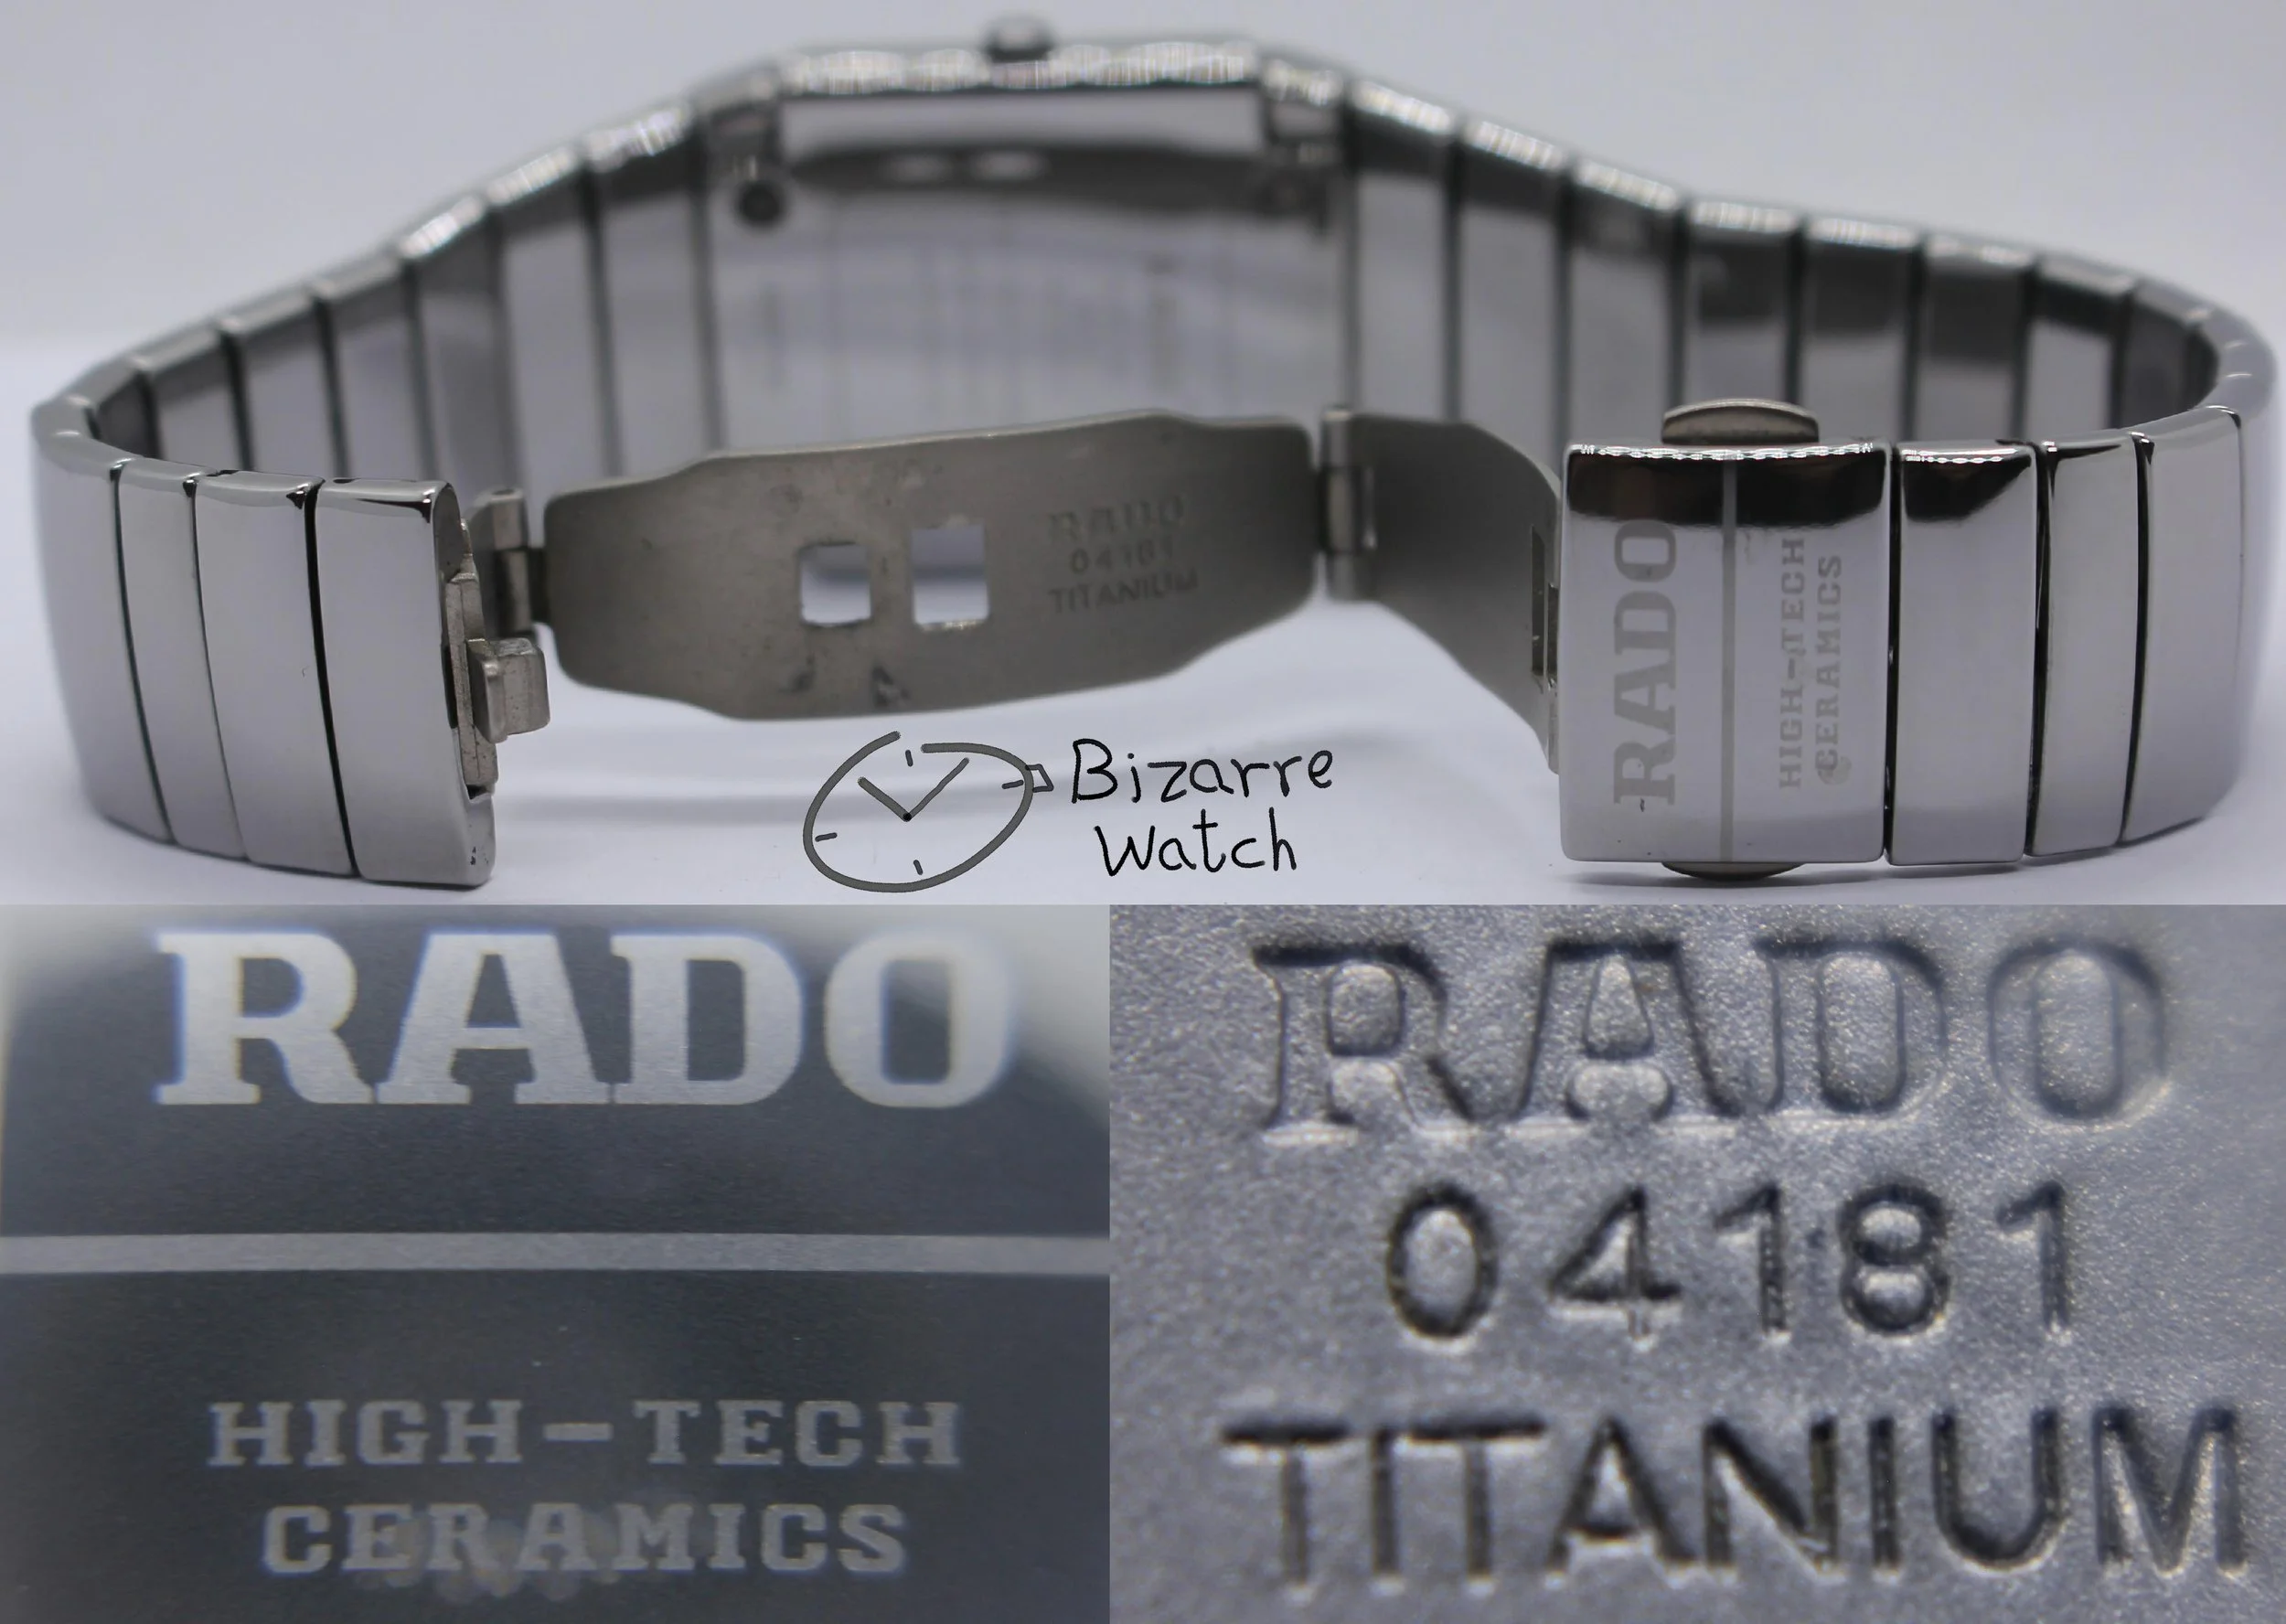 RADO
04181
TITANIUM
RADO
HIGH-TECH
CERAMICS
Bizarre
Watch
RADO
HIGH-TECH
CERAMICS
RADO
04181
TITANIUM